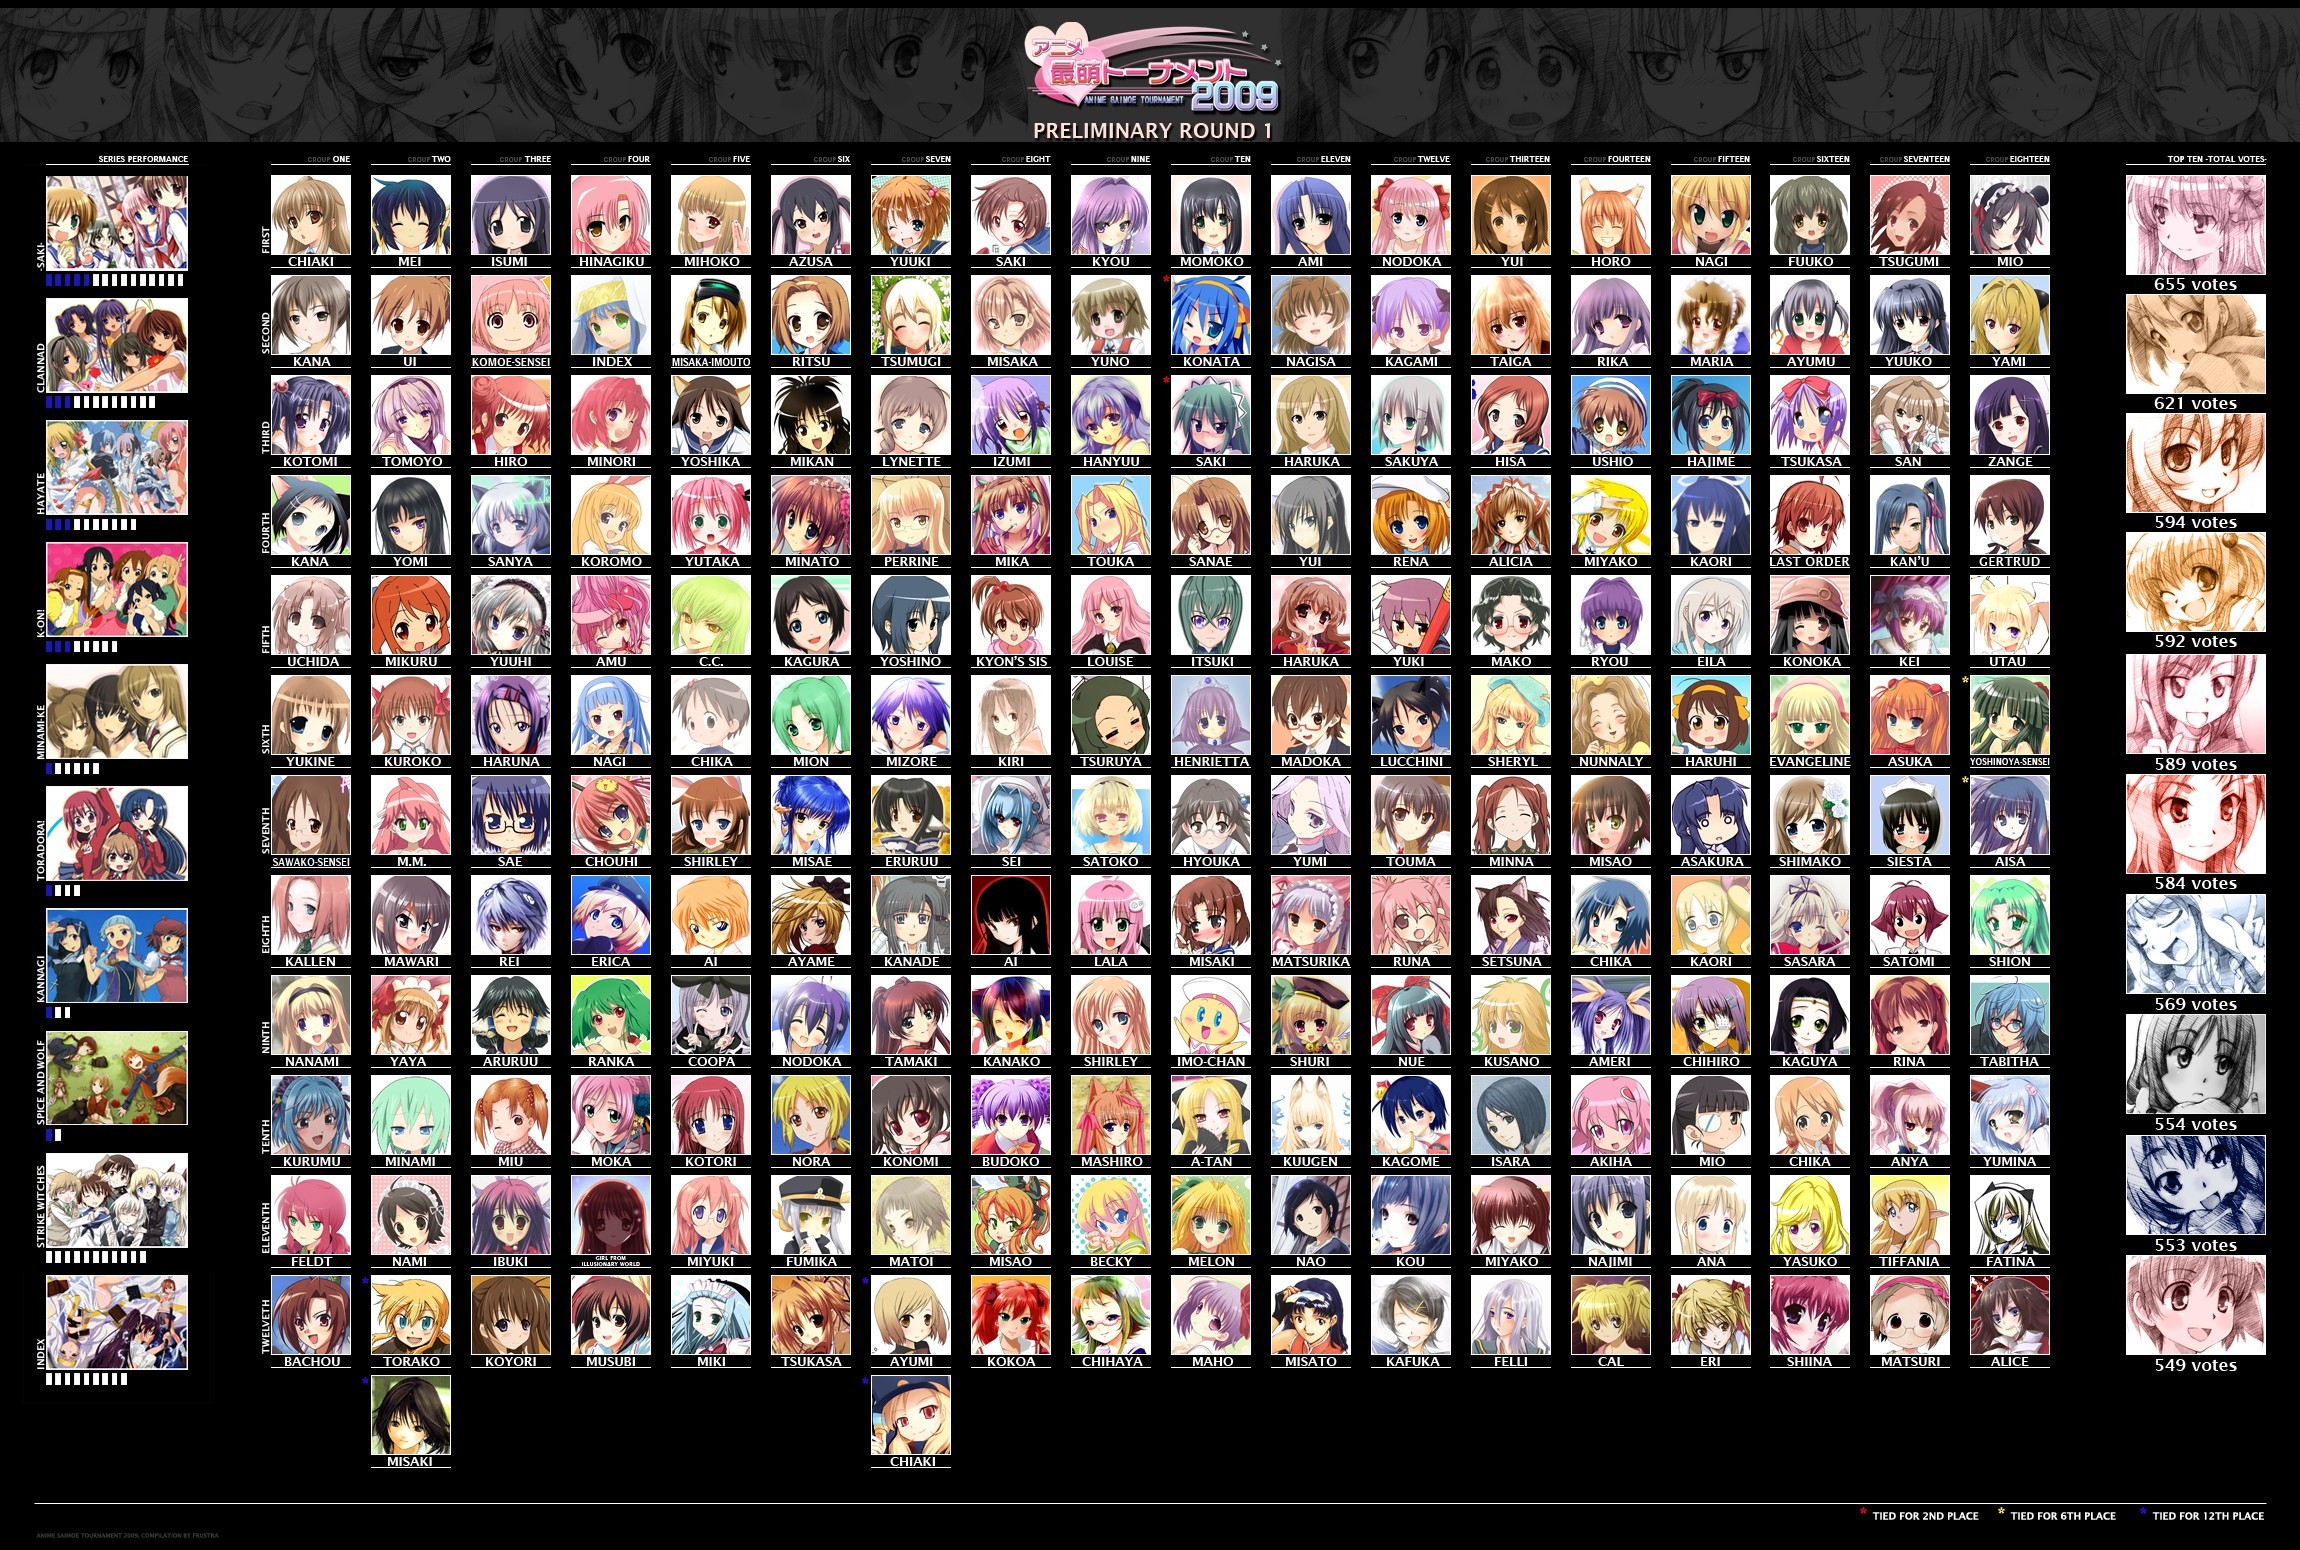 アニメ
最萌トーナメント
ANIME SAIMOE TOURNAMENT 2009
PRELIMINARY ROUND 1
SERIES PERFORMANCE
GROUP ONE GROUP TWO GROUP THREE GROUP FOUR GROUP FIVE GROUP SIX GROUP SEVEN GROUP EIGHT GROUP NINE GROUP TEN GROUP ELEVEN GROUP TWELVE GROUP THIRTEEN GROUP FOURTEEN GROUP FIFTEEN GROUP SIXTEEN GROUP SEVENTEEN GROUP EIGHTEEN
TOP TEN -TOTAL VOTES-
-SAKI-
CLANNAD
HAYATE
K-ON!
MINAMI-KE
TORADORA!
KANNAGI
SPICE AND WOLF
STRIKE WITCHES
INDEX
FIRST
CHIAKI MEI ISUMI HINAGIKU MIHOKO AZUSA YUUKI SAKI KYOU MOMOKO AMI NODOKA YUI HORO NAGI FUUKO TSUGUMI MIO
SECOND
KANA UI KOMOE-SENSEI INDEX MISAKA-IMOUTO RITSU TSUMUGI MISAKA YUNO * KONATA NAGISA KAGAMI TAIGA RIKA MARIA AYUMU YUUKO YAMI
THIRD
KOTOMI TOMOYO HIRO MINORI YOSHIKA MIKAN LYNETTE IZUMI HANYUU * SAKI HARUKA SAKUYA HISA USHIO HAJIME TSUKASA SAN ZANGE
FOURTH
KANA YOMI SANYA KOROMO YUTAKA MINATO PERRINE MIKA TOUKA SANAE YUI RENA ALICIA MIYAKO KAORI LAST ORDER KAN'U GERTRUD
FIFTH
UCHIDA MIKURU YUUHI AMU C.C. KAGURA YOSHINO KYON'S SIS LOUISE ITSUKI HARUKA YUKI MAKO RYOU EILA KONOKA KEI UTAU
SIXTH
YUKINE KUROKO HARUNA NAGI CHIKA MION MIZORE KIRI TSURUYA HENRIETTA MADOKA LUCCHINI SHERYL NUNNALY HARUHI EVANGELINE ASUKA * YOSHINOYA-SENSEI
SEVENTH
SAWAKO-SENSEI M.M. SAE CHOUHI SHIRLEY MISAE ERURUU SEI SATOKO HYOUKA YUMI TOUMA MINNA MISAO ASAKURA SHIMAKO SIESTA * AISA
EIGHTH
KALLEN MAWARI REI ERICA AI AYAME KANADE AI LALA MISAKI MATSURIKA RUNA SETSUNA CHIKA KAORI SASARA SATOMI SHION
NINTH
NANAMI YAYA ARURUU RANKA COOPA NODOKA TAMAKI KANAKO SHIRLEY IMO-CHAN SHURI NUE KUSANO AMERI CHIHIRO KAGUYA RINA TABITHA
TENTH
KURUMU MINAMI MIU MOKA KOTORI NORA KONOMI BUDOKO MASHIRO A-TAN KUUGEN KAGOME ISARA AKIHA MIO CHIKA ANYA YUMINA
ELEVENTH
FELDT NAMI IBUKI GIRL FROM ILLUSIONARY WORLD MIYUKI FUMIKA MATOI MISAO BECKY MELON NAO KOU MIYAKO NAJIMI ANA YASUKO TIFFANIA FATINA
TWELVETH
BACHOU * TORAKO KOYORI MUSUBI MIKI TSUKASA * AYUMI KOKOA CHIHAYA MAHO MISATO KAFUKA FELLI CAL ERI SHIINA MATSURI ALICE
* MISAKI * CHIAKI
655 votes
621 votes
594 votes
592 votes
589 votes
584 votes
569 votes
554 votes
553 votes
549 votes
* TIED FOR 2ND PLACE * TIED FOR 6TH PLACE * TIED FOR 12TH PLACE
ANIME SAIMOE TOURNAMENT 2009. COMPILATION BY FRUSTRA